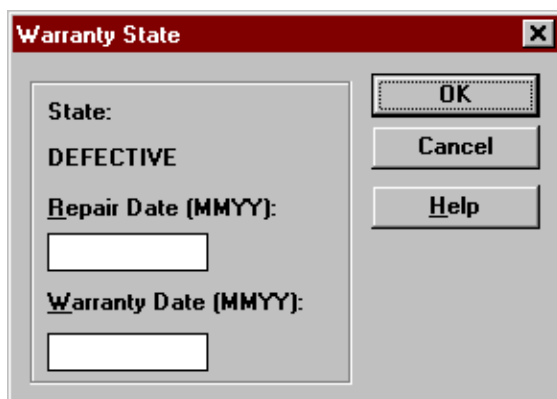 Warranty State
State:
DEFECTIVE
Repair Date (MMYY):
Warranty Date (MMYY):
OK
Cancel
Help